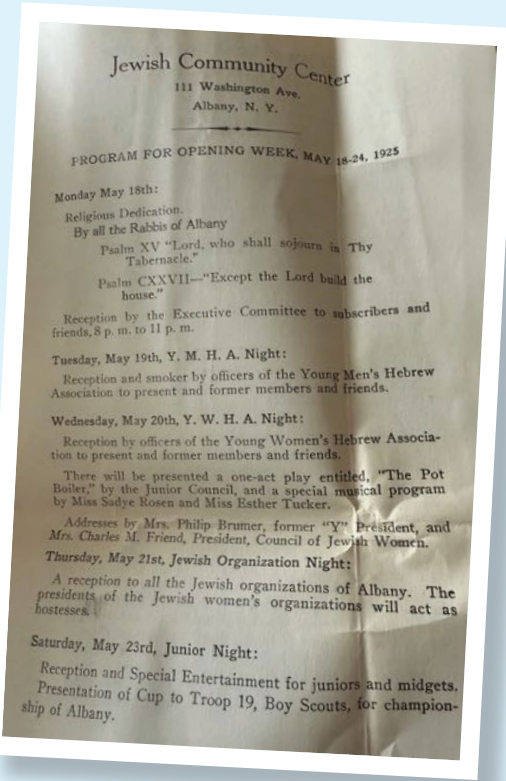 Jewish Community Center
111 Washington Ave.
Albany, N. Y.
PROGRAM FOR OPENING WEEK, MAY 18-24, 1925
Monday May 18th:
Religious Dedication.
By all the Rabbis of Albany
Psalm XV "Lord, who shall sojourn in Thy
Tabernacle."
Psalm CXXVII—"Except the Lord build the
house."
Reception by the Executive Committee to subscribers and
friends, 8 p. m. to 11 p. m.
Tuesday, May 19th, Y. M. H. A. Night:
Reception and smoker by officers of the Young Men's Hebrew
Association to present and former members and friends.
Wednesday, May 20th, Y. W. H. A. Night:
Reception by officers of the Young Women's Hebrew Associa-
tion to present and former members and friends.
There will be presented a one-act play entitled, "The Pot
Boiler," by the Junior Council, and a special musical program
by Miss Sadye Rosen and Miss Esther Tucker.
Addresses by Mrs. Philip Brumer, former "Y" President, and
Mrs. Charles M. Friend, President, Council of Jewish Women.
Thursday, May 21st, Jewish Organization Night:
A reception to all the Jewish organizations of Albany. The
presidents of the Jewish women's organizations will act as
hostesses.
Saturday, May 23rd, Junior Night:
Reception and Special Entertainment for juniors and midgets.
Presentation of Cup to Troop 19, Boy Scouts, for champion-
ship of Albany.